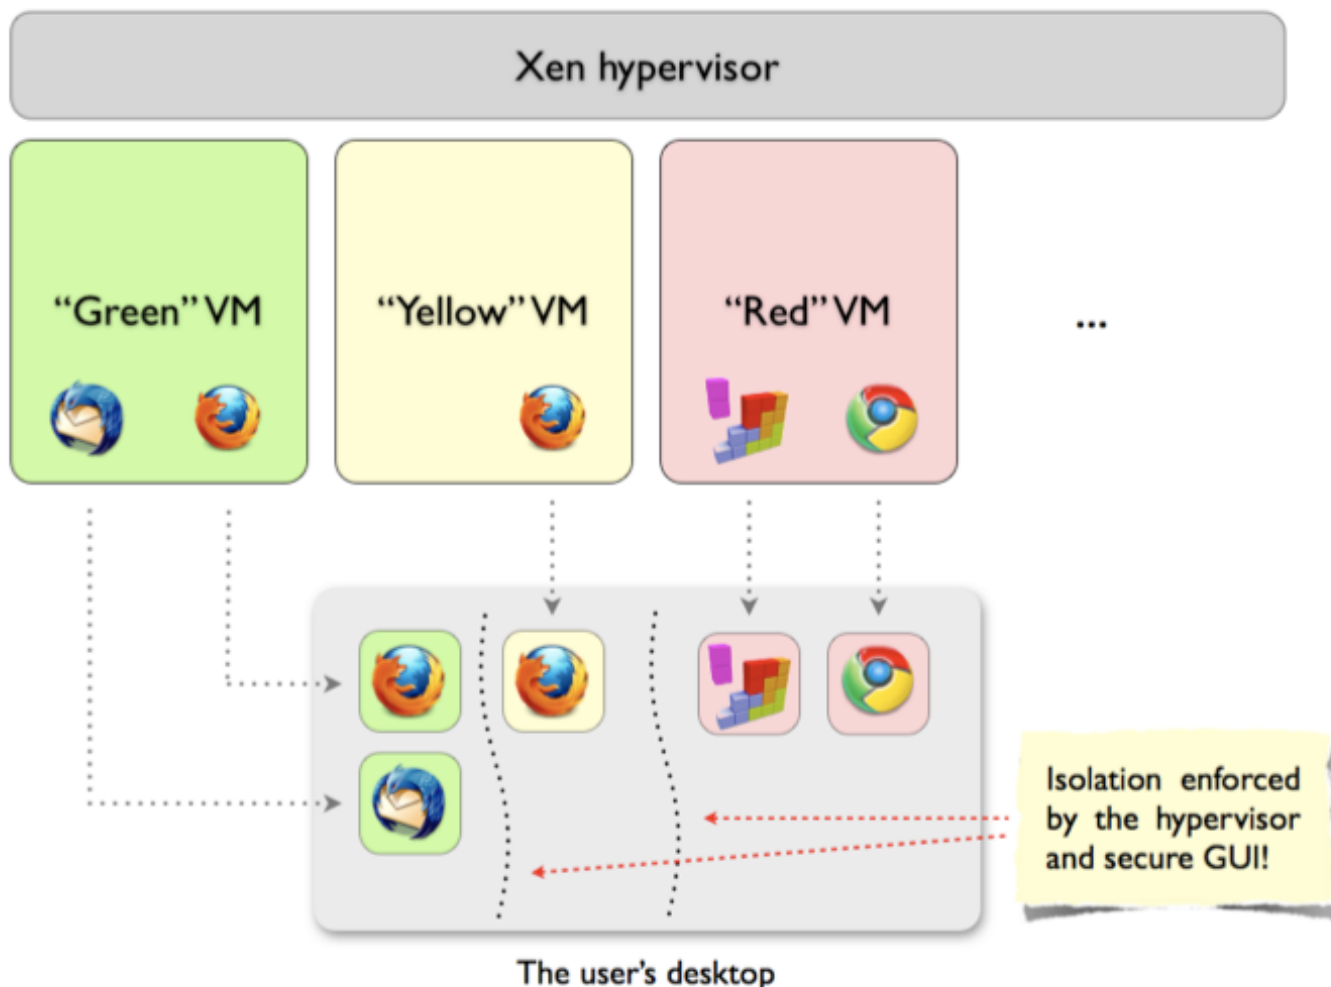 Xen hypervisor
“Green” VM
“Yellow” VM
“Red” VM
...
Isolation enforced
by the hypervisor
and secure GUI!
The user’s desktop